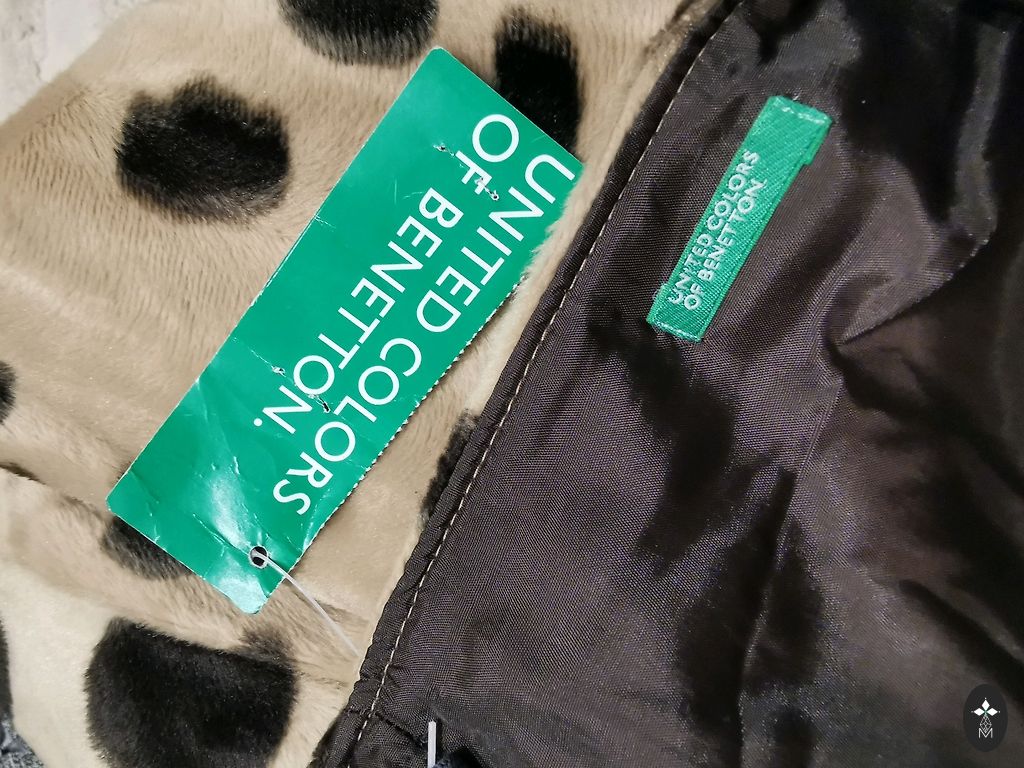 UNITED COLORS
OF BENETTON.
UNITED COLORS
OF BENETTON
M